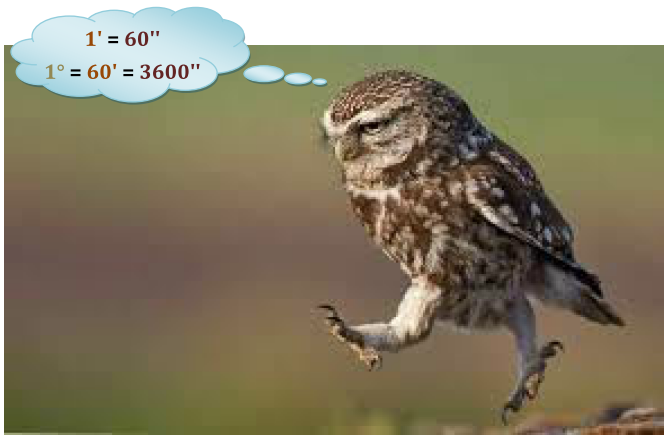 1' = 60"
1° = 60' = 3600"